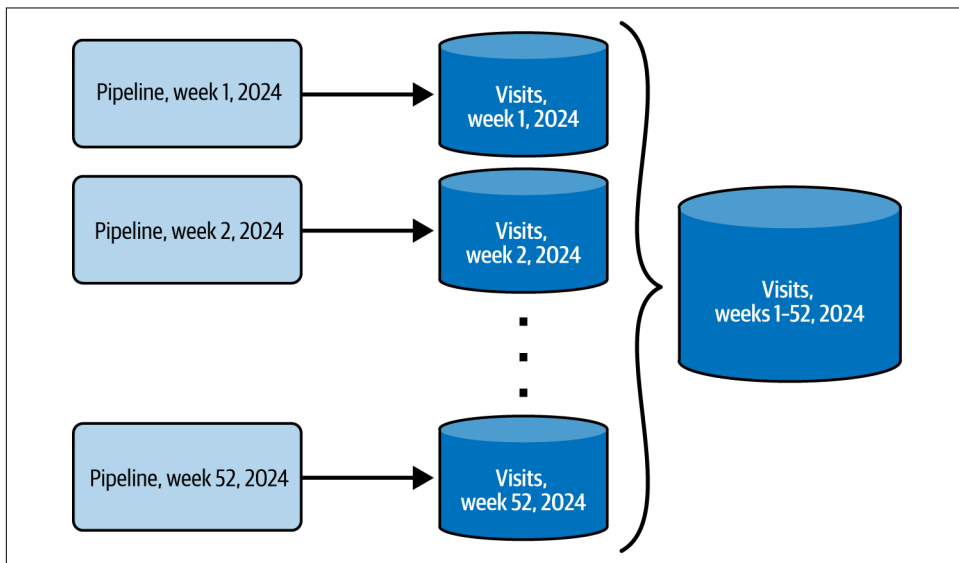 Pipeline, week 1, 2024
Visits,
week 1, 2024
Pipeline, week 2, 2024
Visits,
week 2, 2024
Visits,
weeks 1–52, 2024
Pipeline, week 52, 2024
Visits,
week 52, 2024